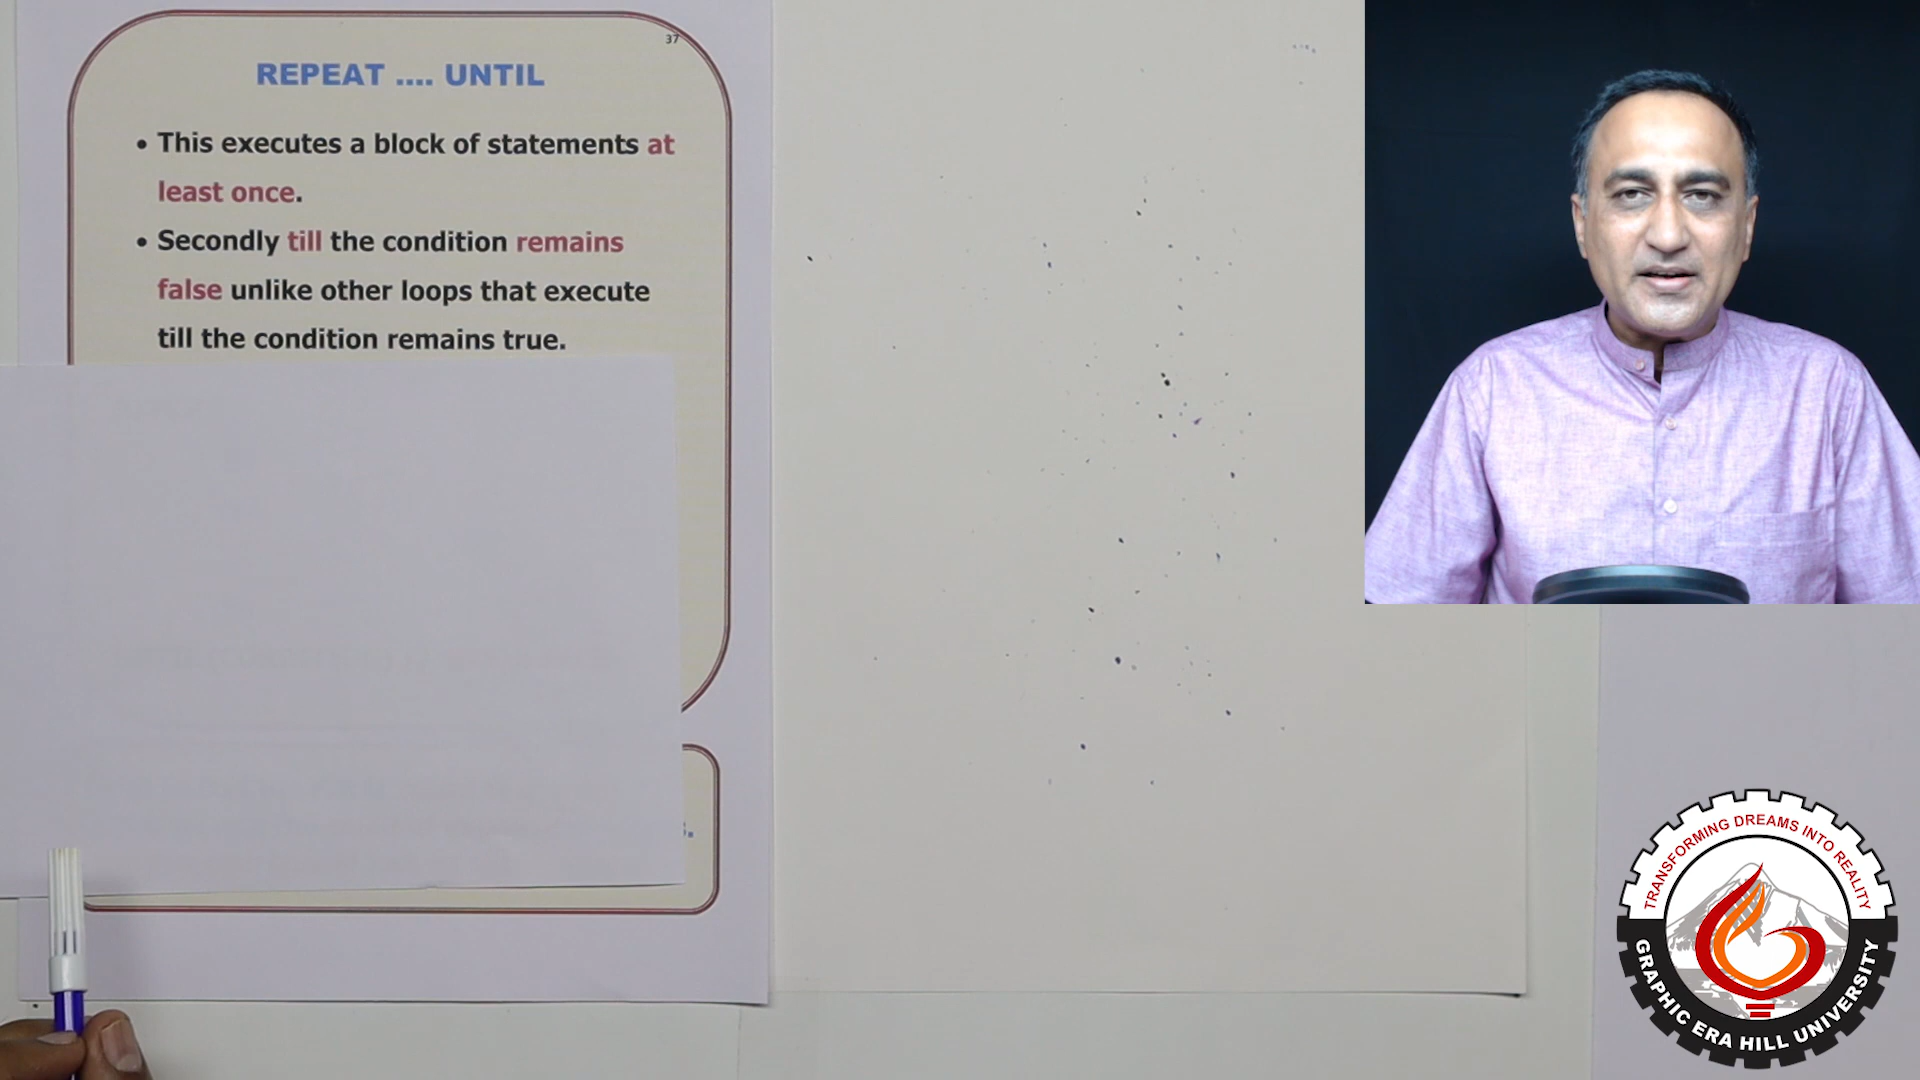 37
REPEAT .... UNTIL
• This executes a block of statements at
least once.
• Secondly till the condition remains
false unlike other loops that execute
till the condition remains true.
TRANSFORMING DREAMS INTO REALITY
GRAPHIC ERA HILL UNIVERSITY